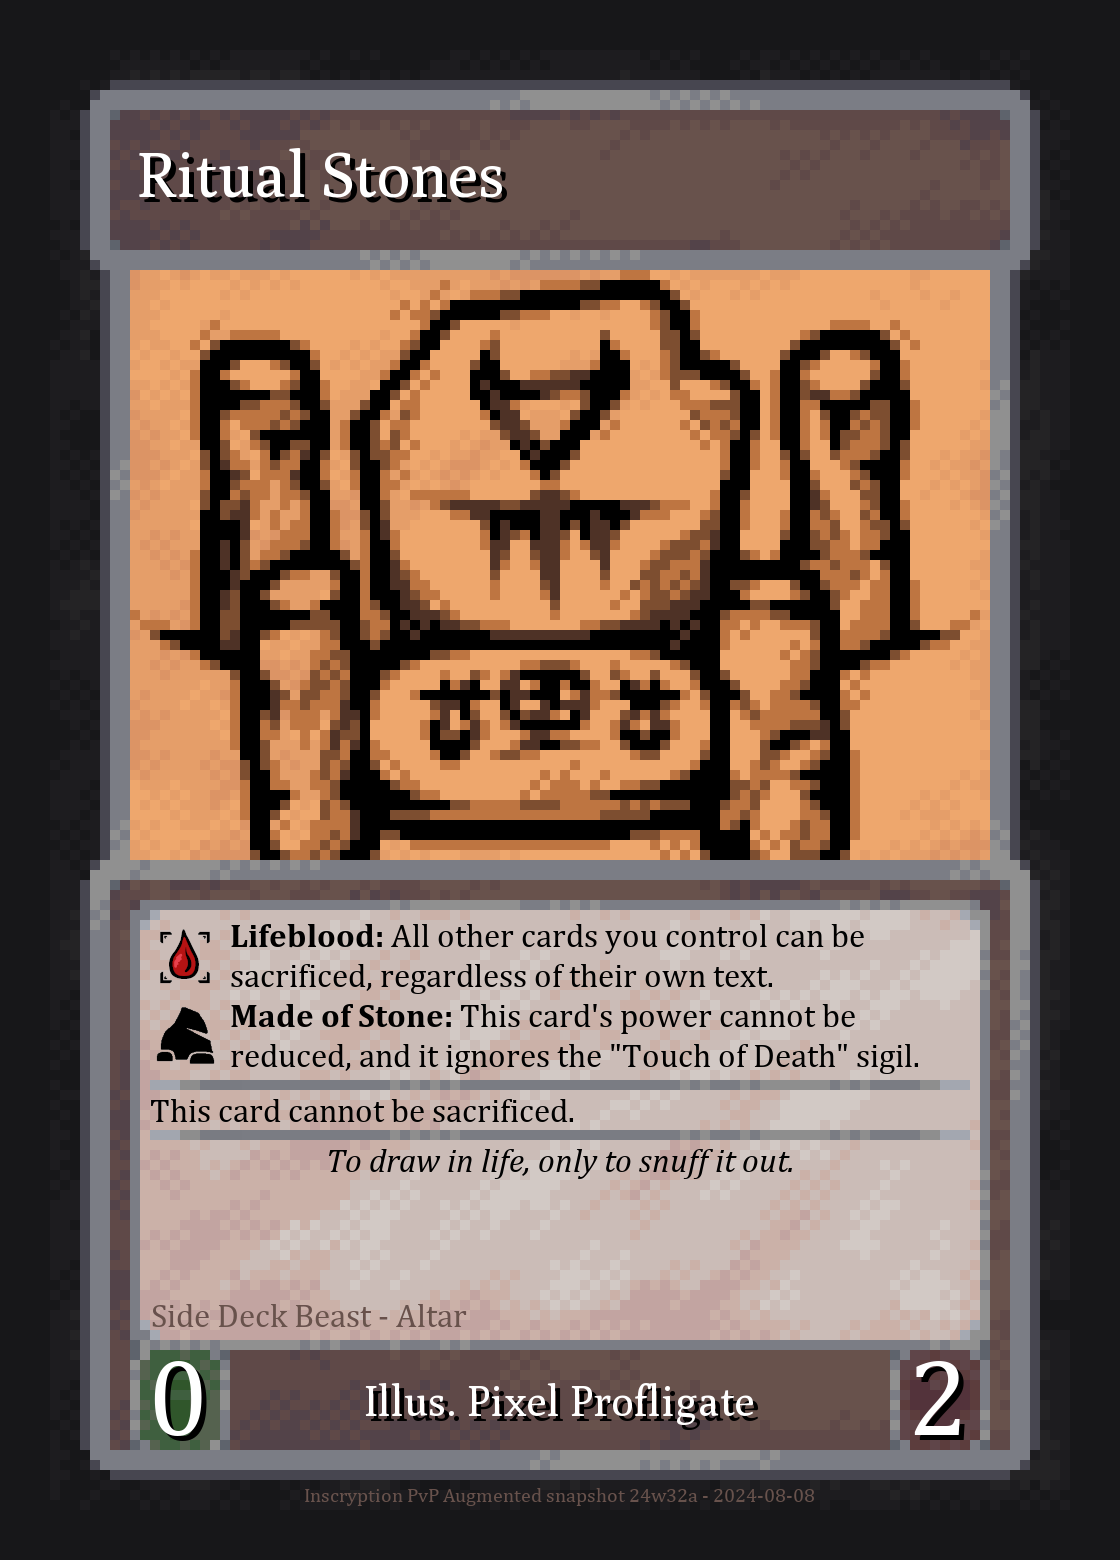 Ritual Stones
Lifeblood: All other cards you control can be
sacrificed, regardless of their own text.
Made of Stone: This card's power cannot be
reduced, and it ignores the "Touch of Death" sigil.
This card cannot be sacrificed.
To draw in life, only to snuff it out.
Side Deck Beast - Altar
0
Illus. Pixel Profligate
2
Inscryption PvP Augmented snapshot 24w32a - 2024-08-08